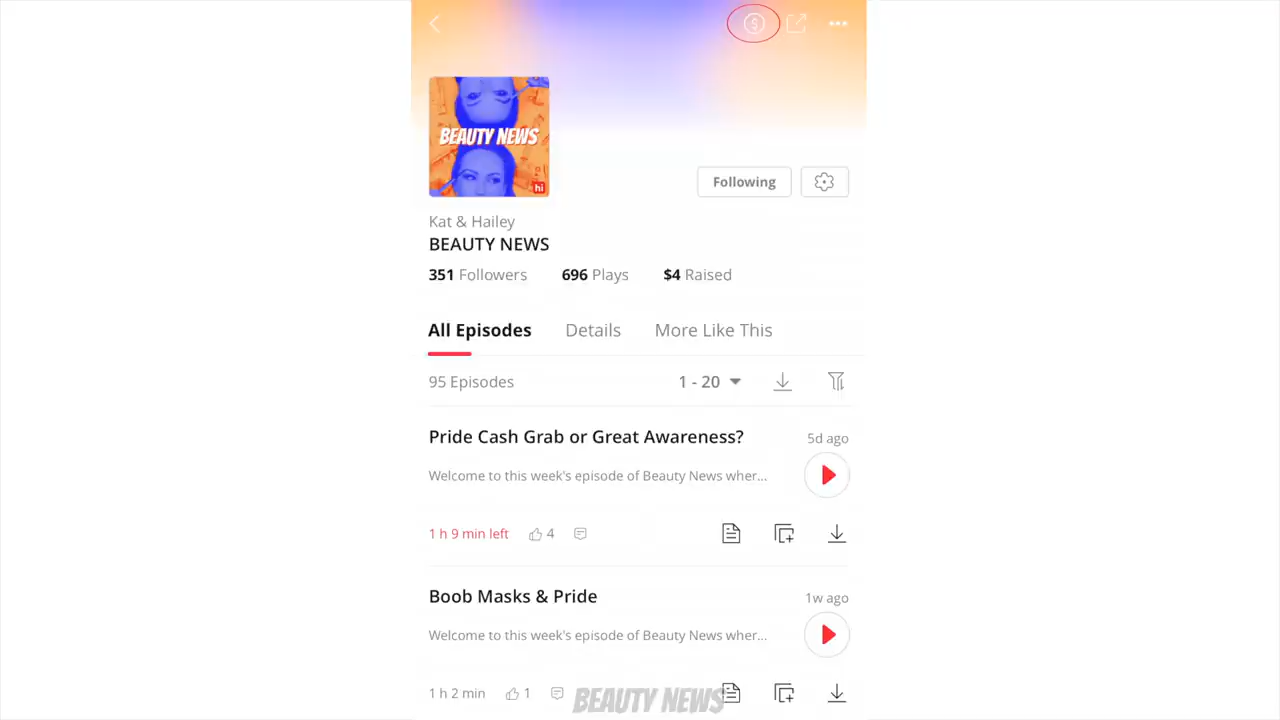 BEAUTY NEWS
hi
Following
Kat & Hailey
BEAUTY NEWS
351 Followers 696 Plays $4 Raised
All Episodes Details More Like This
95 Episodes 1 - 20
Pride Cash Grab or Great Awareness? 5d ago
Welcome to this week's episode of Beauty News wher...
1 h 9 min left 4
Boob Masks & Pride 1w ago
Welcome to this week's episode of Beauty News wher...
1 h 2 min 1
BEAUTY NEWS